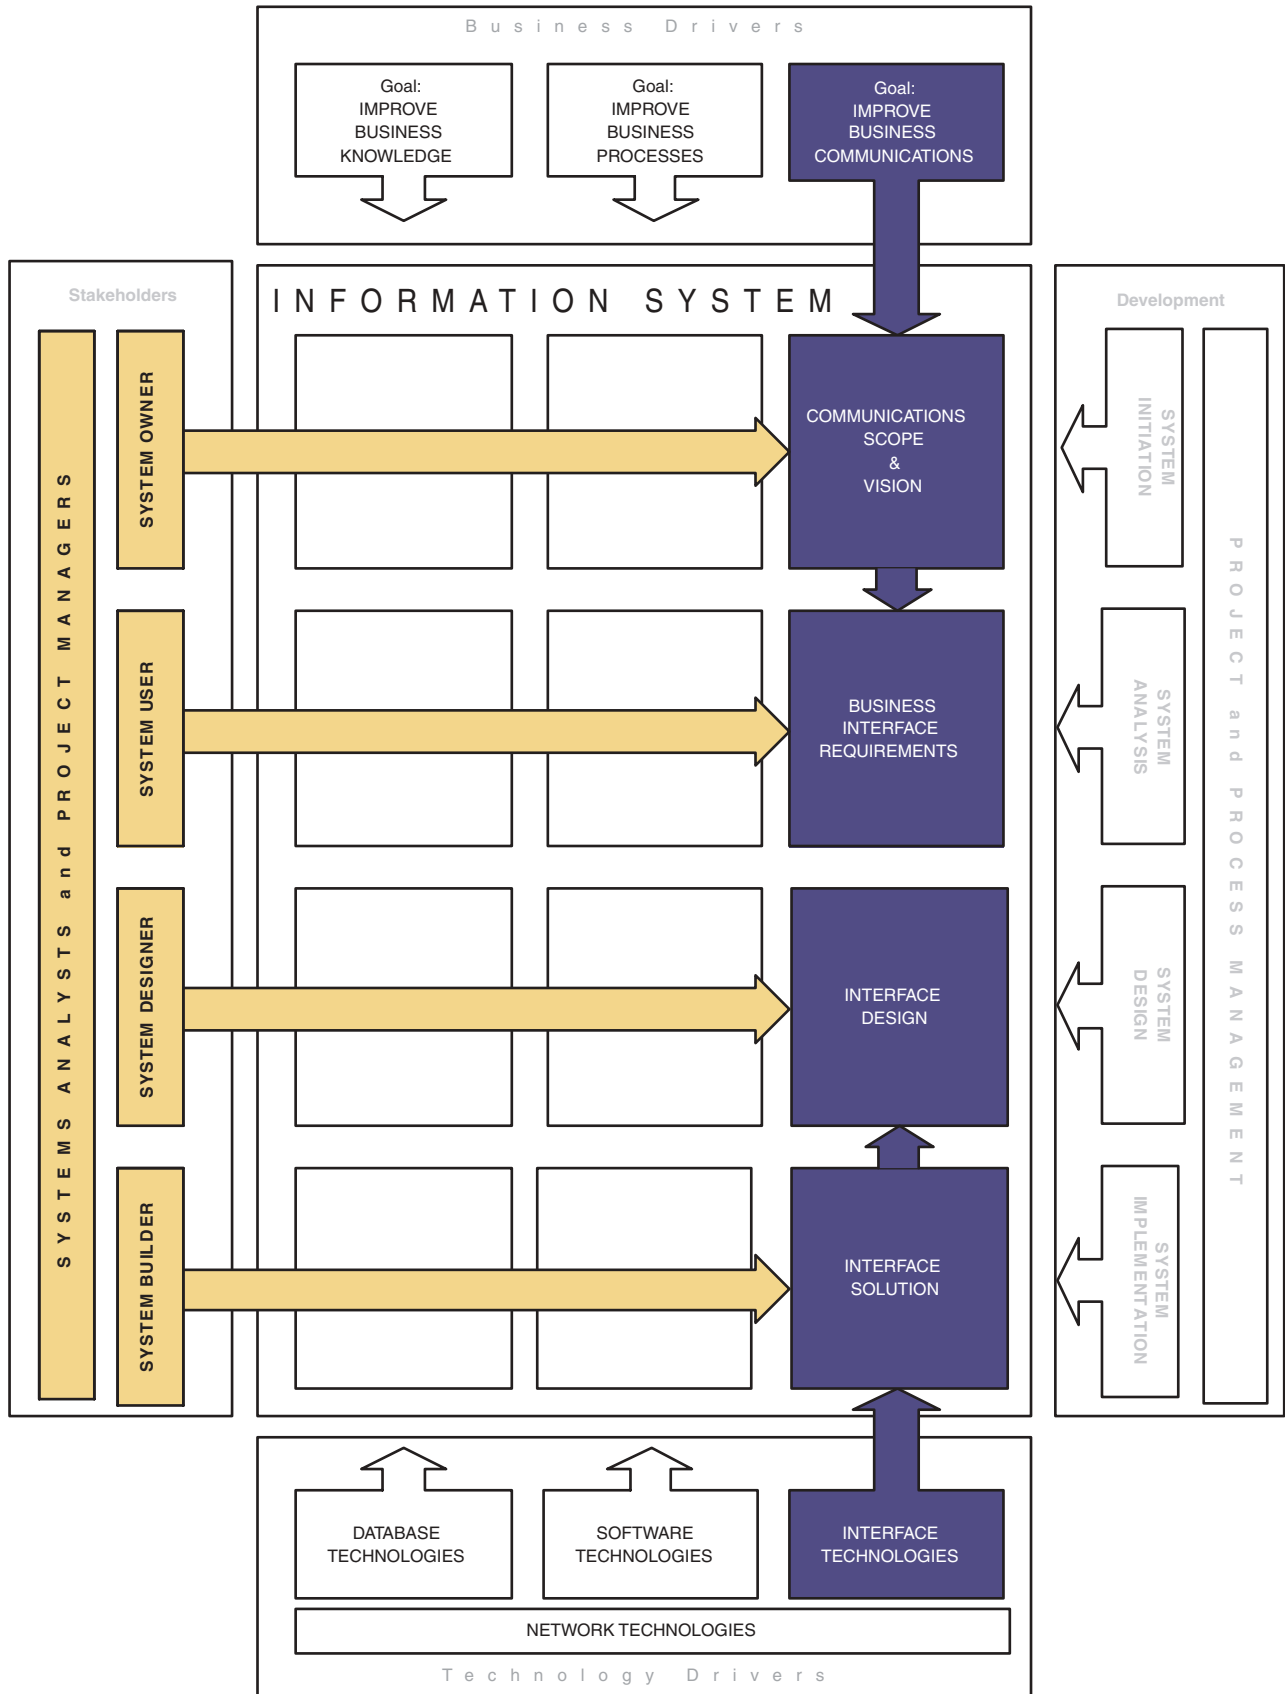 Business Drivers
Goal:
IMPROVE
BUSINESS
KNOWLEDGE
Goal:
IMPROVE
BUSINESS
PROCESSES
Goal:
IMPROVE
BUSINESS
COMMUNICATIONS
Stakeholders
SYSTEMS ANALYSTS and PROJECT MANAGERS
SYSTEM OWNER
SYSTEM USER
SYSTEM DESIGNER
SYSTEM BUILDER
INFORMATION SYSTEM
COMMUNICATIONS
SCOPE
&
VISION
BUSINESS
INTERFACE
REQUIREMENTS
INTERFACE
DESIGN
INTERFACE
SOLUTION
Development
SYSTEM
INITIATION
SYSTEM
ANALYSIS
SYSTEM
DESIGN
SYSTEM
IMPLEMENTATION
PROJECT and PROCESS MANAGEMENT
DATABASE
TECHNOLOGIES
SOFTWARE
TECHNOLOGIES
INTERFACE
TECHNOLOGIES
NETWORK TECHNOLOGIES
Technology Drivers